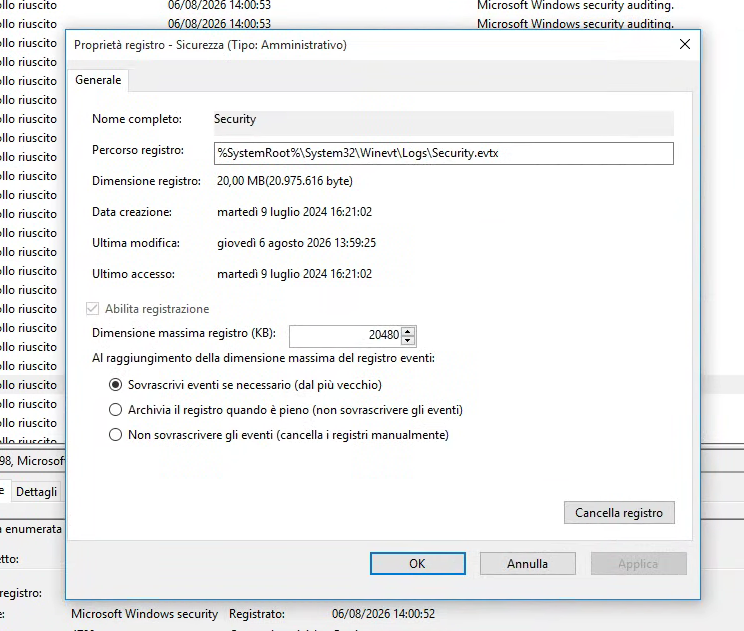 ollo riuscito 06/08/2026 14:00:53 Microsoft Windows security auditing.
ollo riuscito 06/08/2026 14:00:53 Microsoft Windows security auditing.
ollo riuscito
Proprietà registro - Sicurezza (Tipo: Amministrativo)
ollo riuscito
ollo riuscito
Generale
ollo riuscito
ollo riuscito
Nome completo: Security
ollo riuscito
Percorso registro: %SystemRoot%\System32\Winevt\Logs\Security.evtx
ollo riuscito
ollo riuscito
Dimensione registro: 20,00 MB(20.975.616 byte)
ollo riuscito
Data creazione: martedì 9 luglio 2024 16:21:02
ollo riuscito
ollo riuscito
Ultima modifica: giovedì 6 agosto 2026 13:59:25
ollo riuscito
Ultimo accesso: martedì 9 luglio 2024 16:21:02
ollo riuscito
ollo riuscito
Abilita registrazione
ollo riuscito
Dimensione massima registro (KB): 20480
ollo riuscito
Al raggiungimento della dimensione massima del registro eventi:
ollo riuscito
ollo riuscito
Sovrascrivi eventi se necessario (dal più vecchio)
ollo riuscito
Archivia il registro quando è pieno (non sovrascrivere gli eventi)
ollo riuscito
Non sovrascrivere gli eventi (cancella i registri manualmente)
ollo riuscito
98, Microsof
e Dettagli
Cancella registro
a enumerata
etto:
OK Annulla Applica
registro:
e: Microsoft Windows security Registrato: 06/08/2026 14:00:52